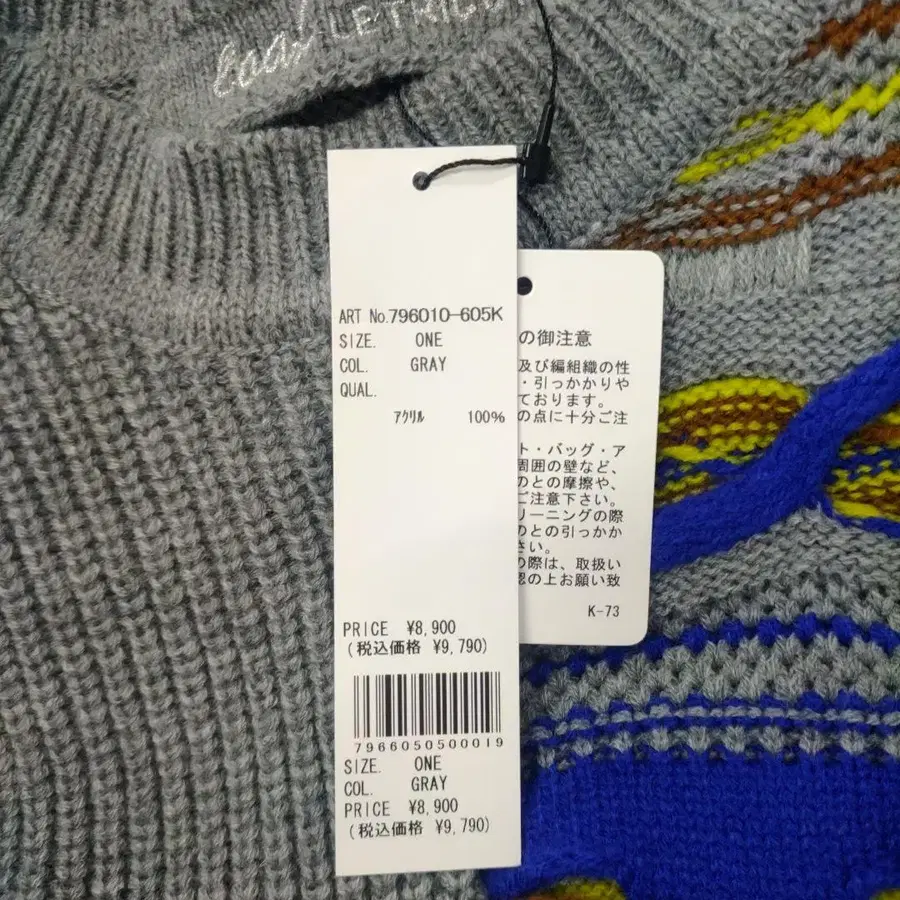 ART No.796010-605K
SIZE. ONE
COL. GRAY
QUAL.
アクリル 100%
PRICE ¥8,900
(税込価格 ¥9,790)
7966050500019
SIZE. ONE
COL. GRAY
PRICE ¥8,900
(税込価格 ¥9,790)
の御注意
及び編組織の性
・引っかかりや
ております。
の点に十分ご注
ト・バッグ・ア
周囲の壁など、
のとの摩擦や、
ご注意下さい。
リーニングの際
のとの引っかか
さい。
の際は、取扱い
認の上お願い致
K-73